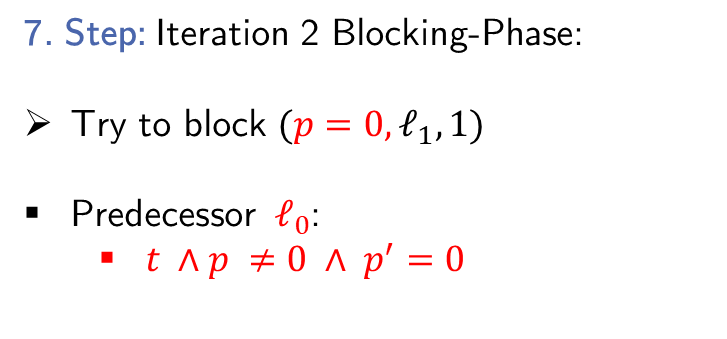 7. Step: Iteration 2 Blocking-Phase:
➢ Try to block (p = 0, ℓ₁, 1)
▪ Predecessor ℓ₀:
▪ t ∧ p ≠ 0 ∧ p′ = 0